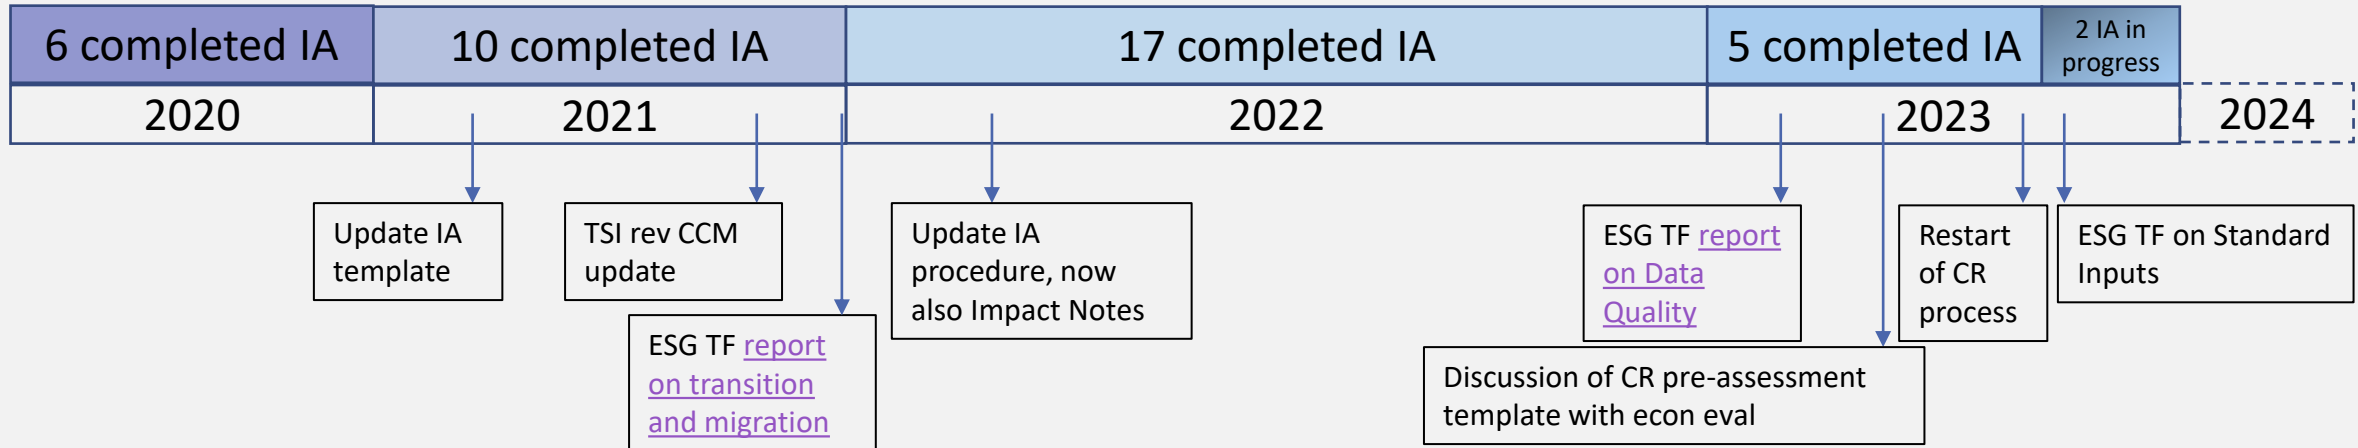 6 completed IA
10 completed IA
17 completed IA
5 completed IA
2 IA in
progress
2020
2021
2022
2023
2024
Update IA
template
TSI rev CCM
update
ESG TF report
on transition
and migration
Update IA
procedure, now
also Impact Notes
ESG TF report
on Data
Quality
Discussion of CR pre-assessment
template with econ eval
Restart
of CR
process
ESG TF on Standard
Inputs